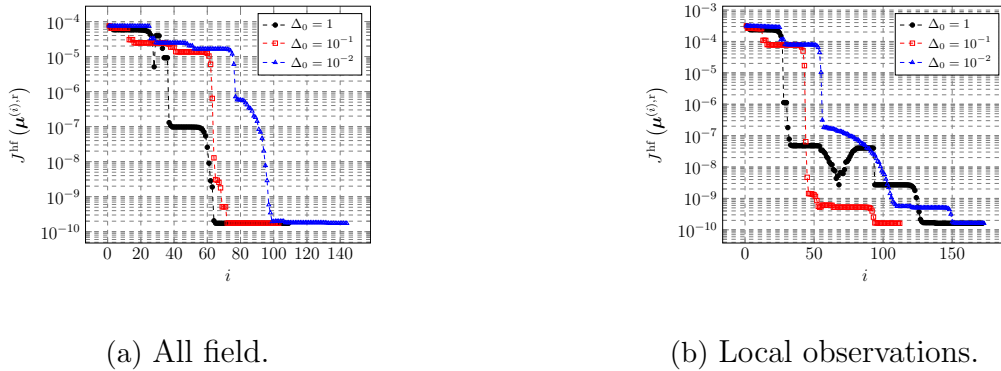 10⁻⁴
10⁻⁵
10⁻⁶
10⁻⁷
10⁻⁸
10⁻⁹
10⁻¹⁰
J^hf(μ^(i),r)
Δ₀ = 1
Δ₀ = 10⁻¹
Δ₀ = 10⁻²
0 20 40 60 80 100 120 140
i
(a) All field.
10⁻³
10⁻⁴
10⁻⁵
10⁻⁶
10⁻⁷
10⁻⁸
10⁻⁹
10⁻¹⁰
J^hf(μ^(i),r)
Δ₀ = 1
Δ₀ = 10⁻¹
Δ₀ = 10⁻²
0 50 100 150
i
(b) Local observations.